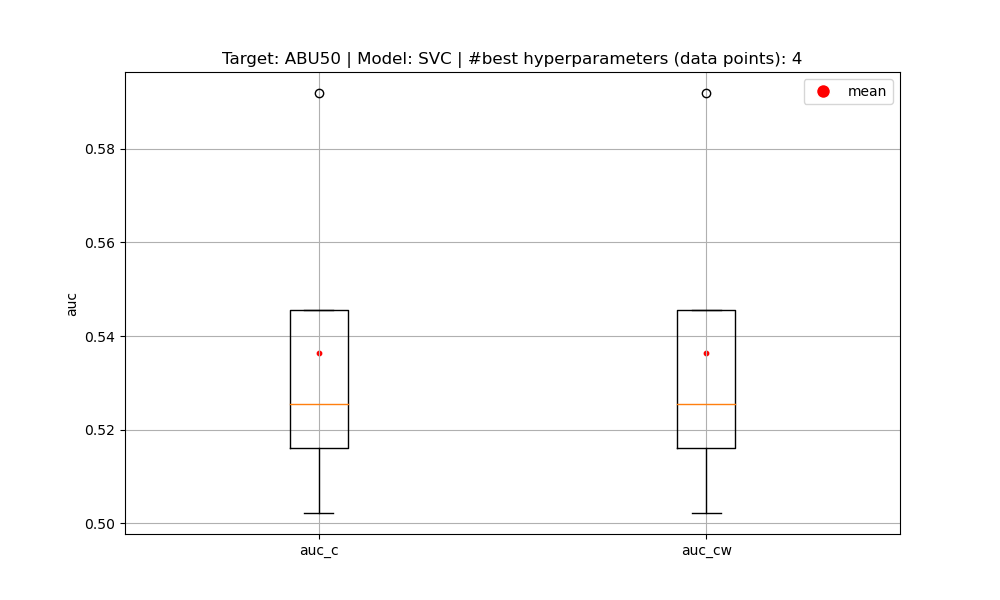 Target: ABU50 | Model: SVC | #best hyperparameters (data points): 4
mean
0.58
0.56
0.54
0.52
0.50
auc
auc_c
auc_cw